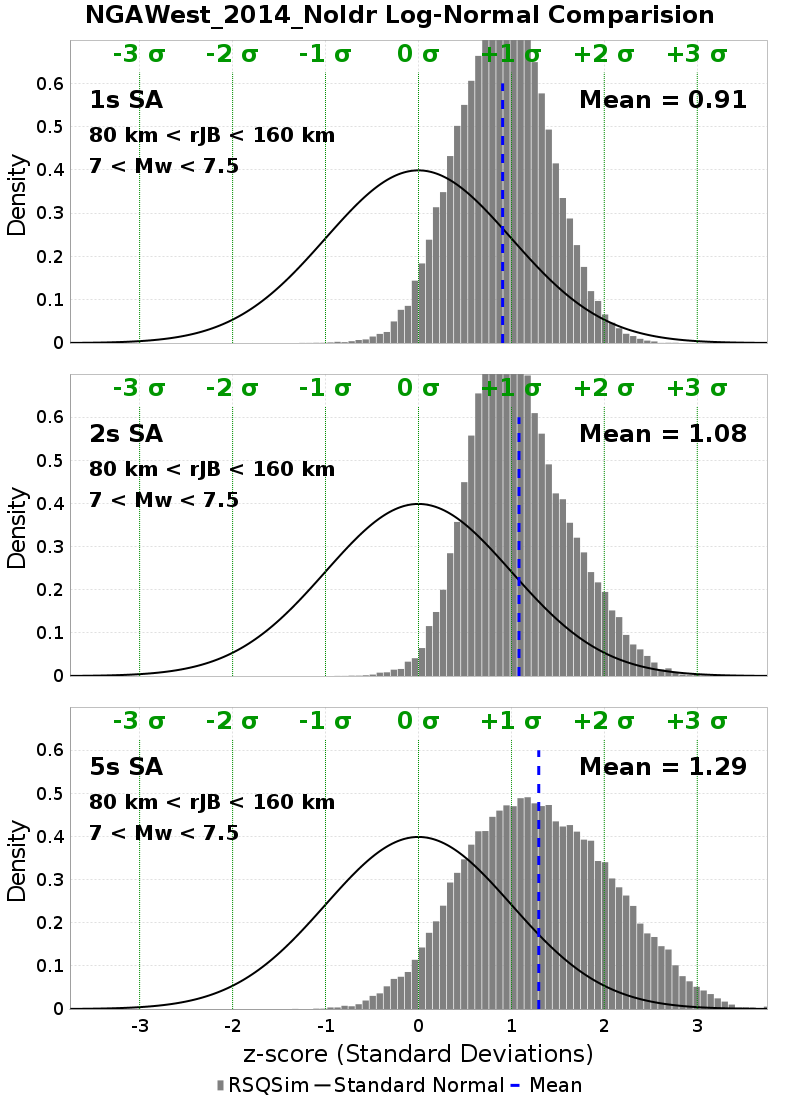 NGAWest_2014_NoIdr Log-Normal Comparision
-3 σ -2 σ -1 σ 0 σ +1 σ +2 σ +3 σ
1s SA Mean = 0.91
80 km < rJB < 160 km
7 < Mw < 7.5
0.6
0.5
0.4
0.3
0.2
0.1
0
Density
-3 σ -2 σ -1 σ 0 σ +1 σ +2 σ +3 σ
2s SA Mean = 1.08
80 km < rJB < 160 km
7 < Mw < 7.5
0.6
0.5
0.4
0.3
0.2
0.1
0
Density
-3 σ -2 σ -1 σ 0 σ +1 σ +2 σ +3 σ
5s SA Mean = 1.29
80 km < rJB < 160 km
7 < Mw < 7.5
0.6
0.5
0.4
0.3
0.2
0.1
0
Density
-3 -2 -1 0 1 2 3
z-score (Standard Deviations)
RSQSim Standard Normal Mean